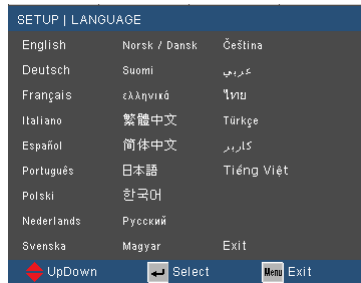 SETUP | LANGUAGE
English Norsk / Dansk Čeština
Deutsch Suomi عربي
Français ελληνικά ไทย
Italiano 繁體中文 Türkçe
Español 简体中文 کاربر
Português 日本語 Tiếng Việt
Polski 한국어
Nederlands Русский
Svenska Magyar Exit
UpDown Select Menu Exit